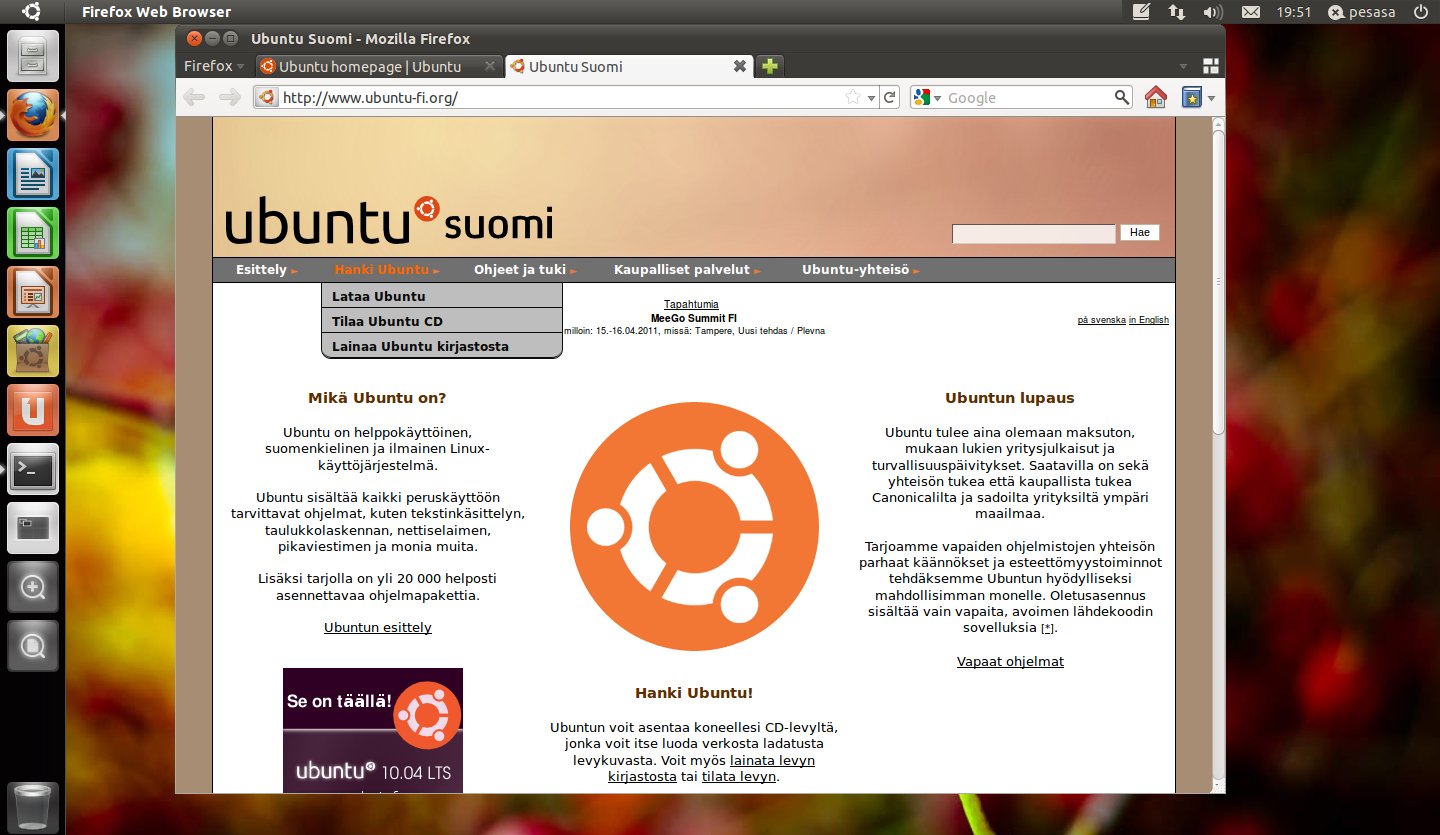 Firefox Web Browser
19:51
pesasa
Ubuntu Suomi - Mozilla Firefox
Firefox
Ubuntu homepage | Ubuntu
Ubuntu Suomi
http://www.ubuntu-fi.org/
Google
ubuntu suomi
Hae
Esittely ►
Hanki Ubuntu ►
Ohjeet ja tuki ►
Kaupalliset palvelut ►
Ubuntu-yhteisö ►
Lataa Ubuntu
Tilaa Ubuntu CD
Lainaa Ubuntu kirjastosta
Tapahtumia
MeeGo Summit FI
milloin: 15.-16.04.2011, missä: Tampere, Uusi tehdas / Plevna
på svenska in English
Mikä Ubuntu on?
Ubuntu on helppokäyttöinen,
suomenkielinen ja ilmainen Linux-
käyttöjärjestelmä.
Ubuntu sisältää kaikki peruskäyttöön
tarvittavat ohjelmat, kuten tekstinkäsittelyn,
taulukkolaskennan, nettiselaimen,
pikaviestimen ja monia muita.
Lisäksi tarjolla on yli 20 000 helposti
asennettavaa ohjelmapakettia.
Ubuntun esittely
Se on täällä!
ubuntu 10.04 LTS
Hanki Ubuntu!
Ubuntun voit asentaa koneellesi CD-levyltä,
jonka voit itse luoda verkosta ladatusta
levykuvasta. Voit myös lainata levyn
kirjastosta tai tilata levyn.
Ubuntun lupaus
Ubuntu tulee aina olemaan maksuton,
mukaan lukien yritysjulkaisut ja
turvallisuuspäivitykset. Saatavilla on sekä
yhteisön tukea että kaupallista tukea
Canonicalilta ja sadoilta yrityksiltä ympäri
maailmaa.
Tarjoamme vapaiden ohjelmistojen yhteisön
parhaat käännökset ja esteettömyystoiminnot
tehdäksemme Ubuntun hyödylliseksi
mahdollisimman monelle. Oletusasennus
sisältää vain vapaita, avoimen lähdekoodin
sovelluksia [*].
Vapaat ohjelmat